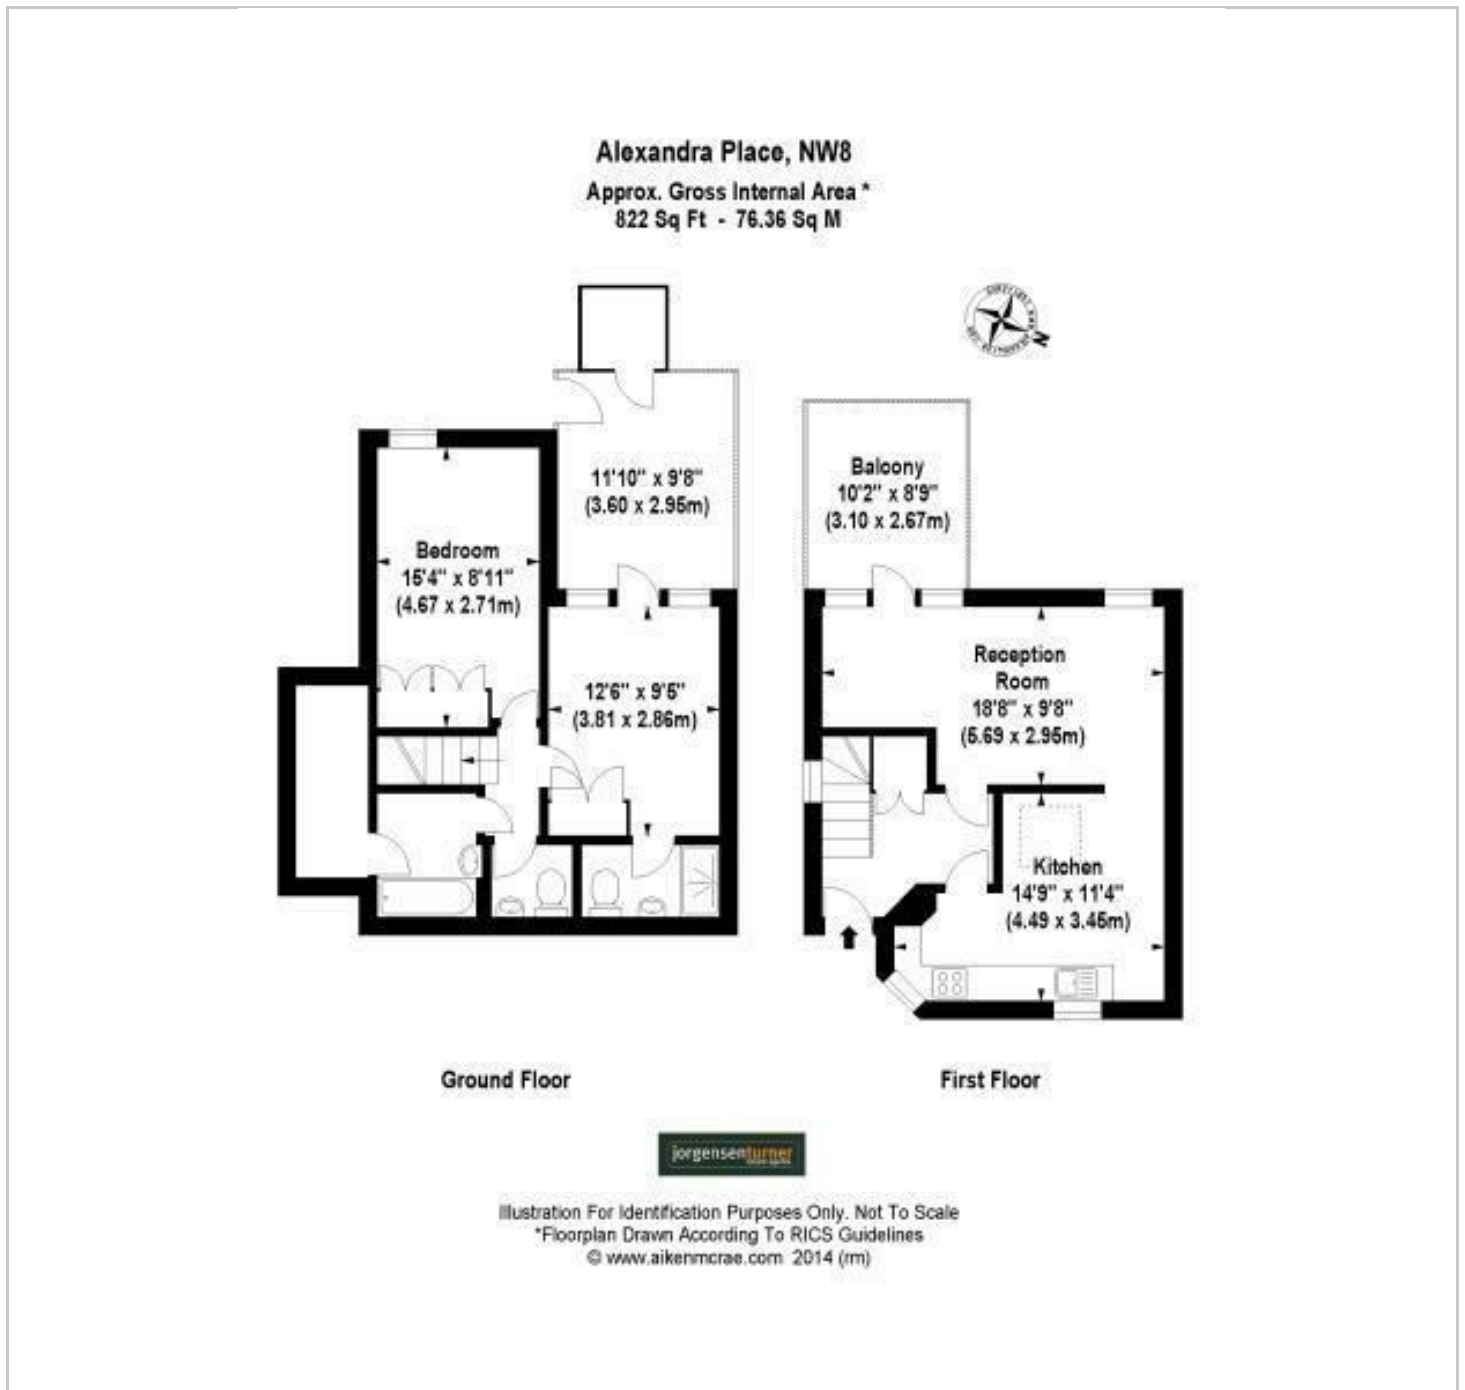 Alexandra Place, NW8
Approx. Gross Internal Area *
822 Sq Ft - 76.36 Sq M
N
11'10" x 9'8"
(3.60 x 2.95m)
Balcony
10'2" x 8'9"
(3.10 x 2.67m)
Bedroom
15'4" x 8'11"
(4.67 x 2.71m)
12'6" x 9'5"
(3.81 x 2.86m)
Reception
Room
18'8" x 9'8"
(5.69 x 2.95m)
Kitchen
14'9" x 11'4"
(4.49 x 3.45m)
Ground Floor
First Floor
jorgensenturner
Illustration For Identification Purposes Only. Not To Scale
*Floorplan Drawn According To RICS Guidelines
© www.aikenmcrae.com 2014 (rm)